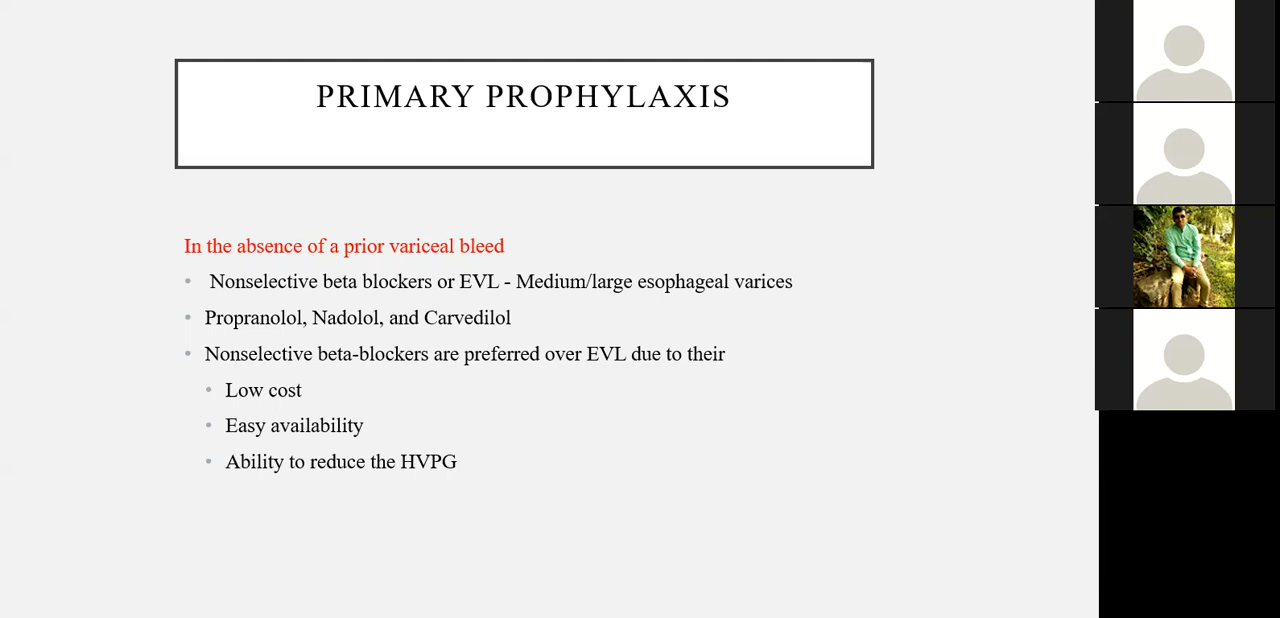 PRIMARY PROPHYLAXIS
In the absence of a prior variceal bleed
• Nonselective beta blockers or EVL - Medium/large esophageal varices
• Propranolol, Nadolol, and Carvedilol
• Nonselective beta-blockers are preferred over EVL due to their
• Low cost
• Easy availability
• Ability to reduce the HVPG